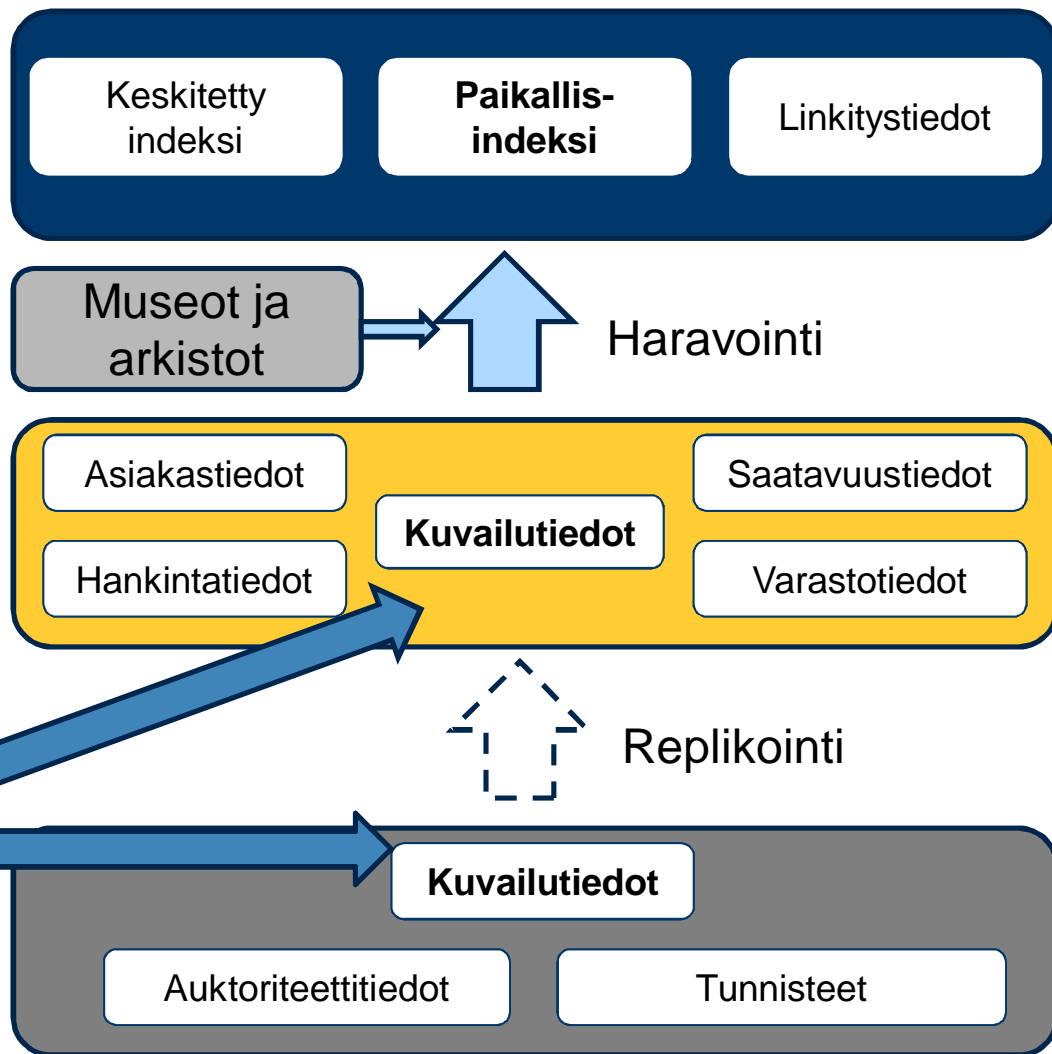 Keskitetty
indeksi
Paikallis-
indeksi
Linkitystiedot
Museot ja
arkistot
Haravointi
Asiakastiedot
Saatavuustiedot
Kuvailutiedot
Hankintatiedot
Varastotiedot
Replikointi
Kuvailutiedot
Auktoriteettitiedot
Tunnisteet